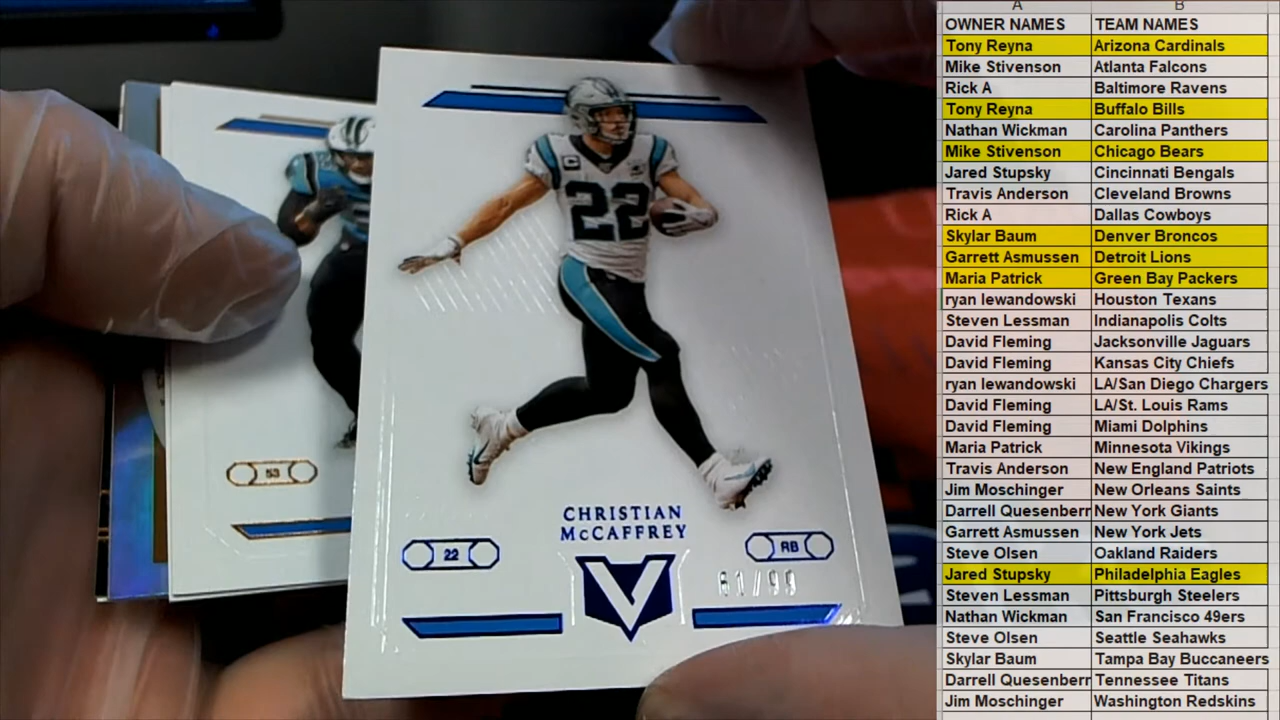 53
22
CHRISTIAN
McCAFFREY
22
RB
V
61/99
A B
OWNER NAMES TEAM NAMES
Tony Reyna Arizona Cardinals
Mike Stivenson Atlanta Falcons
Rick A Baltimore Ravens
Tony Reyna Buffalo Bills
Nathan Wickman Carolina Panthers
Mike Stivenson Chicago Bears
Jared Stupsky Cincinnati Bengals
Travis Anderson Cleveland Browns
Rick A Dallas Cowboys
Skylar Baum Denver Broncos
Garrett Asmussen Detroit Lions
Maria Patrick Green Bay Packers
ryan lewandowski Houston Texans
Steven Lessman Indianapolis Colts
David Fleming Jacksonville Jaguars
David Fleming Kansas City Chiefs
ryan lewandowski LA/San Diego Chargers
David Fleming LA/St. Louis Rams
David Fleming Miami Dolphins
Maria Patrick Minnesota Vikings
Travis Anderson New England Patriots
Jim Moschinger New Orleans Saints
Darrell Quesenberr New York Giants
Garrett Asmussen New York Jets
Steve Olsen Oakland Raiders
Jared Stupsky Philadelphia Eagles
Steven Lessman Pittsburgh Steelers
Nathan Wickman San Francisco 49ers
Steve Olsen Seattle Seahawks
Skylar Baum Tampa Bay Buccaneers
Darrell Quesenberr Tennessee Titans
Jim Moschinger Washington Redskins